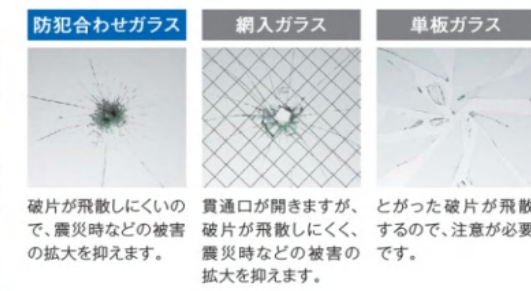 防犯合わせガラス
網入ガラス
単板ガラス
破片が飛散しにくいの
で、震災時などの被害
の拡大を抑えます。
貫通口が開きますが、
破片が飛散しにくく、
震災時などの被害の
拡大を抑えます。
とがった破片が飛散
するので、注意が必要
です。